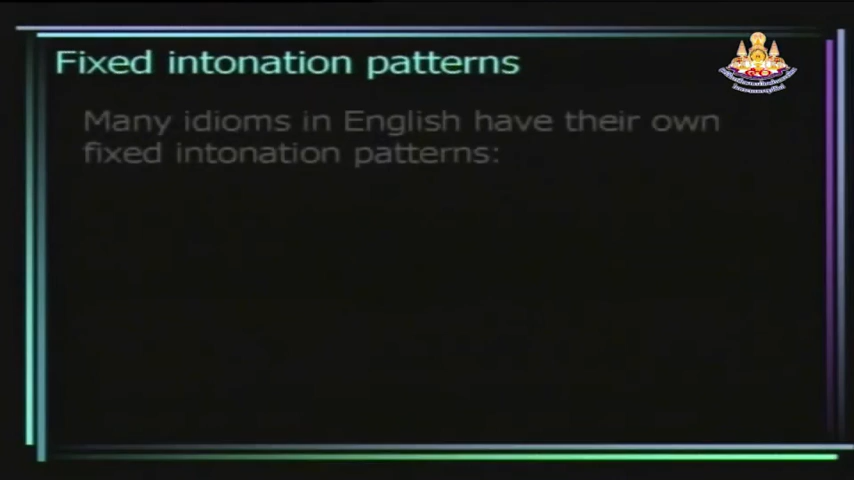 Fixed intonation patterns
Many idioms in English have their own
fixed intonation patterns: